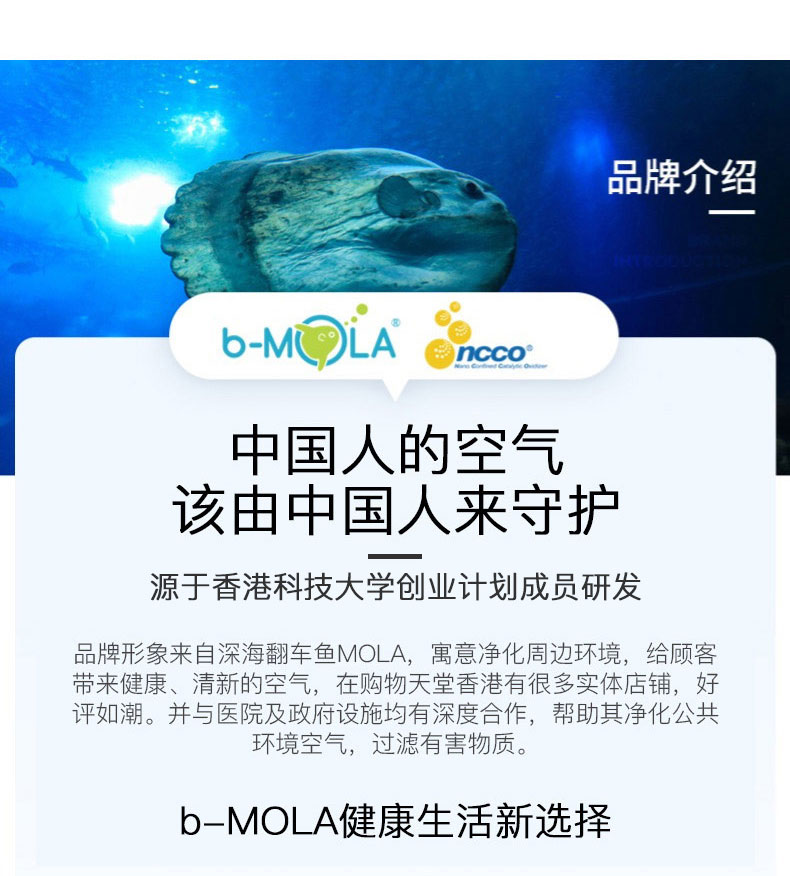 品牌介绍
BRAND
INTRODUCTION
b-MOLA®
ncco®
Nano Confined Catalytic Oxidizer
中国人的空气
该由中国人来守护
源于香港科技大学创业计划成员研发
品牌形象来自深海翻车鱼MOLA，寓意净化周边环境，给顾客
带来健康、清新的空气，在购物天堂香港有很多实体店铺，好
评如潮。并与医院及政府设施均有深度合作，帮助其净化公共
环境空气，过滤有害物质。
b-MOLA健康生活新选择